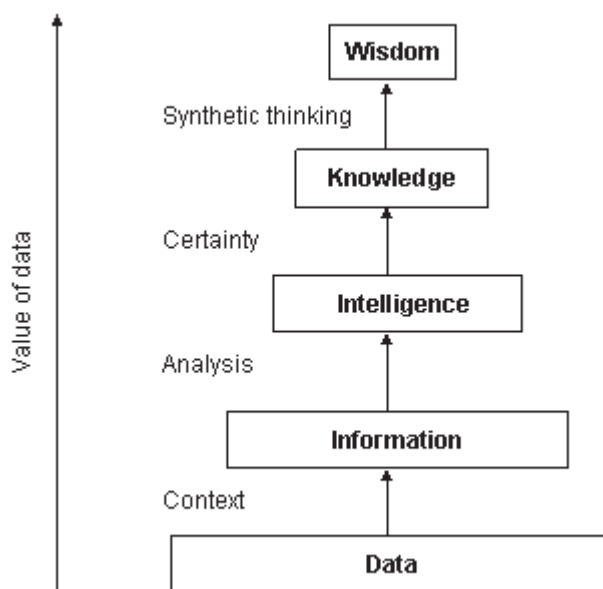 Wisdom
Synthetic thinking
Knowledge
Certainty
Intelligence
Analysis
Information
Context
Data
Value of data